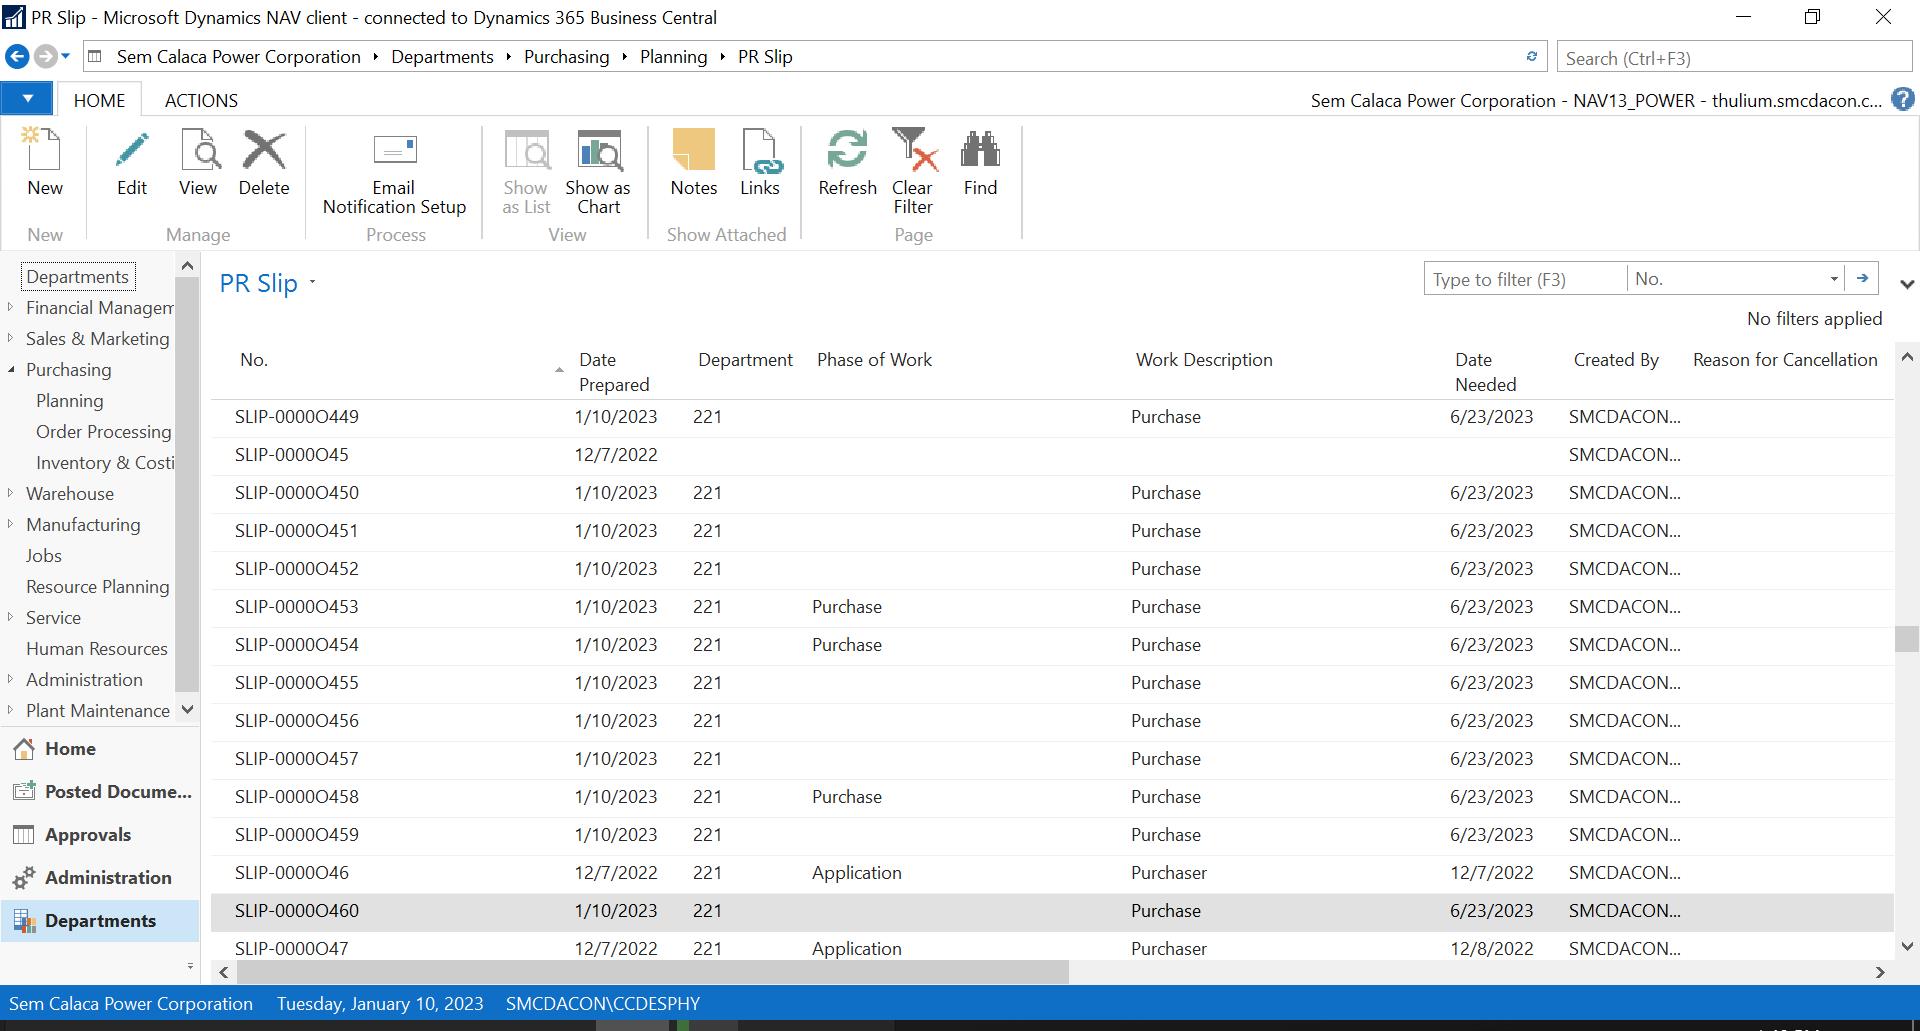 PR Slip - Microsoft Dynamics NAV client - connected to Dynamics 365 Business Central
Sem Calaca Power Corporation Departments Purchasing Planning PR Slip
Search (Ctrl+F3)
HOME ACTIONS
Sem Calaca Power Corporation - NAV13_POWER - thulium.smcdacon.c...
New Edit View Delete Email Notification Setup Show as List Show as Chart Notes Links Refresh Clear Filter Find
New Manage Process View Show Attached Page
Departments
Financial Managem
Sales & Marketing
Purchasing
Planning
Order Processing
Inventory & Costi
Warehouse
Manufacturing
Jobs
Resource Planning
Service
Human Resources
Administration
Plant Maintenance
Home
Posted Docume...
Approvals
Administration
Departments
PR Slip
Type to filter (F3) No.
No filters applied
No. Date Prepared Department Phase of Work Work Description Date Needed Created By Reason for Cancellation
SLIP-0000O449 1/10/2023 221 Purchase 6/23/2023 SMCDACON...
SLIP-0000O45 12/7/2022 SMCDACON...
SLIP-0000O450 1/10/2023 221 Purchase 6/23/2023 SMCDACON...
SLIP-0000O451 1/10/2023 221 Purchase 6/23/2023 SMCDACON...
SLIP-0000O452 1/10/2023 221 Purchase 6/23/2023 SMCDACON...
SLIP-0000O453 1/10/2023 221 Purchase Purchase 6/23/2023 SMCDACON...
SLIP-0000O454 1/10/2023 221 Purchase Purchase 6/23/2023 SMCDACON...
SLIP-0000O455 1/10/2023 221 Purchase 6/23/2023 SMCDACON...
SLIP-0000O456 1/10/2023 221 Purchase 6/23/2023 SMCDACON...
SLIP-0000O457 1/10/2023 221 Purchase 6/23/2023 SMCDACON...
SLIP-0000O458 1/10/2023 221 Purchase Purchase 6/23/2023 SMCDACON...
SLIP-0000O459 1/10/2023 221 Purchase 6/23/2023 SMCDACON...
SLIP-0000O46 12/7/2022 221 Application Purchaser 12/7/2022 SMCDACON...
SLIP-0000O460 1/10/2023 221 Purchase 6/23/2023 SMCDACON...
SLIP-0000O47 12/7/2022 221 Application Purchaser 12/8/2022 SMCDACON...
Sem Calaca Power Corporation Tuesday, January 10, 2023 SMCDACON\CCDESPHY